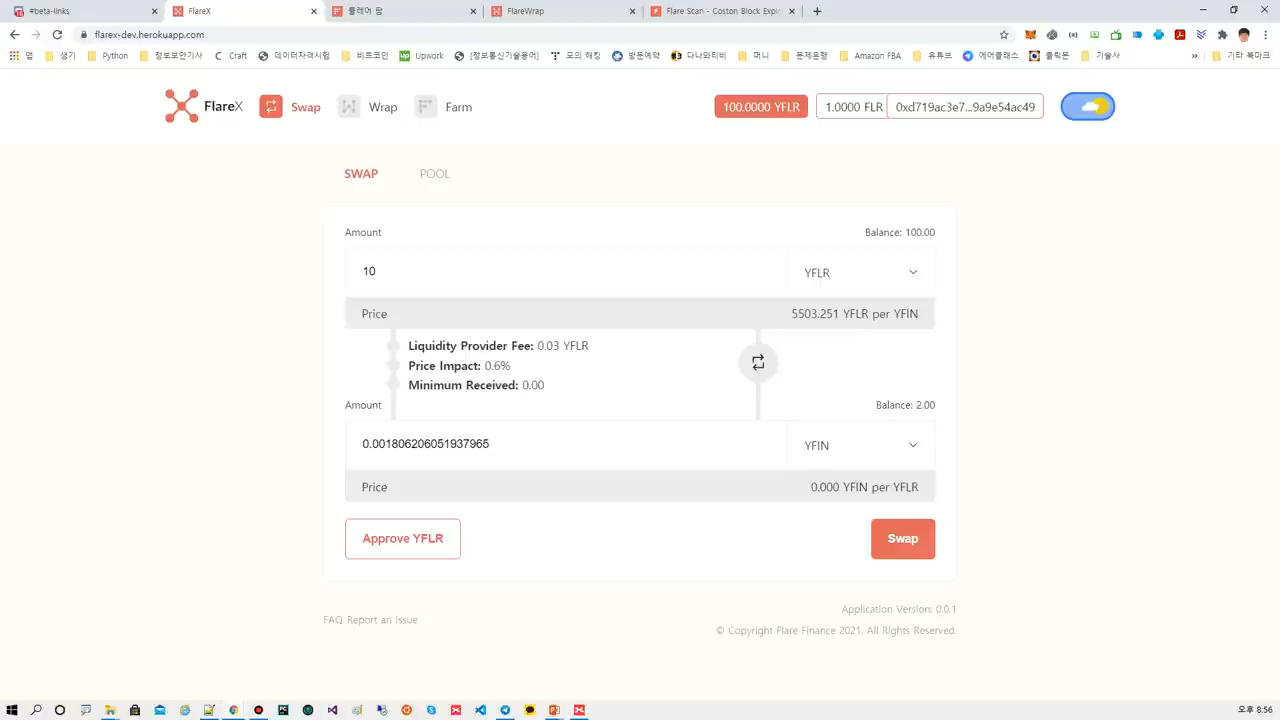 #beta-links
FlareX
플레어 팜
FlareWrap
Flare Scan - Coston Block Explo
flarex-dev.herokuapp.com
앱
생기
Python
정보보안기사
Craft
데이터자격시험
비트코인
Upwork
[정보통신기술용어]
모의 해킹
방문예약
다나와티비
머니
문제은행
Amazon FBA
유튜브
에어클래스
클릭몬
기술사
기타 북마크
FlareX
Swap
Wrap
Farm
100.0000 YFLR
1.0000 FLR
0xd719ac3e7...9a9e54ac49
SWAP
POOL
Amount
Balance: 100.00
10
YFLR
Price
5503.251 YFLR per YFIN
Liquidity Provider Fee: 0.03 YFLR
Price Impact: 0.6%
Minimum Received: 0.00
Amount
Balance: 2.00
0.001806206051937965
YFIN
Price
0.000 YFIN per YFLR
Approve YFLR
Swap
FAQ Report an Issue
Application Version: 0.0.1
© Copyright Flare Finance 2021. All Rights Reserved.
오후 8:56